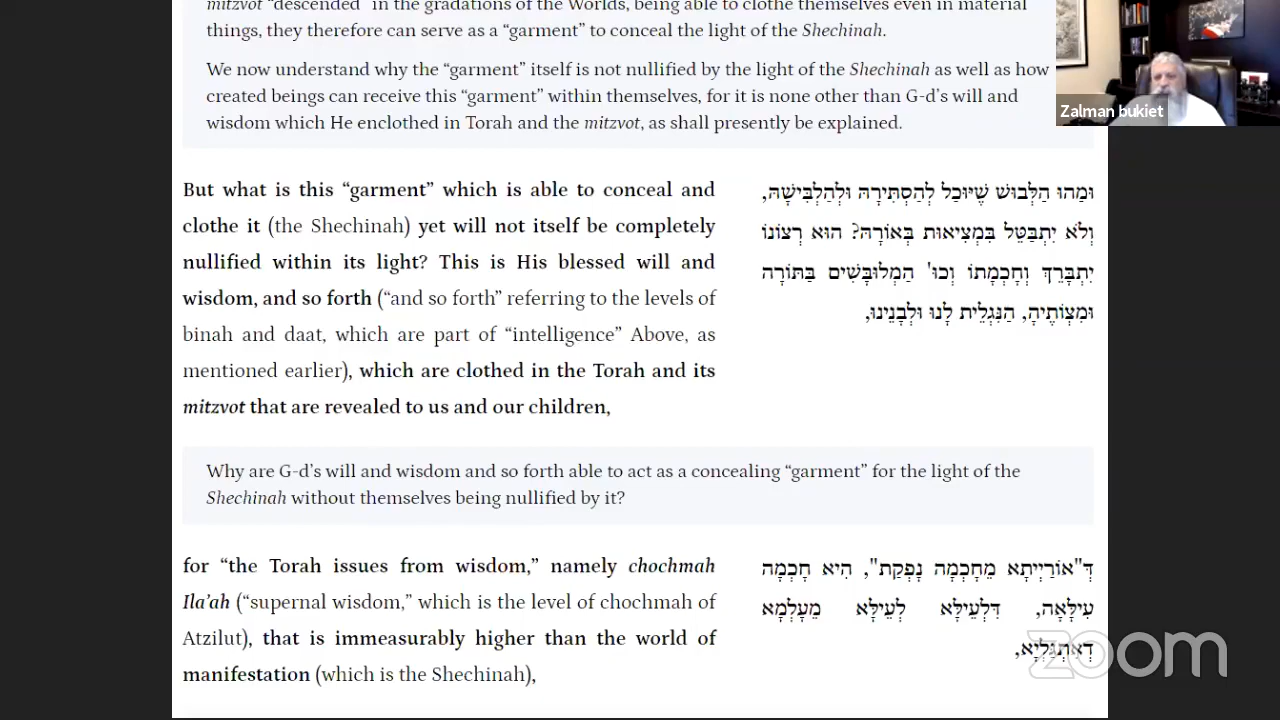 mitzvot “descended” in the gradations of the Worlds, being able to clothe themselves even in material
things, they therefore can serve as a “garment” to conceal the light of the Shechinah.
We now understand why the “garment” itself is not nullified by the light of the Shechinah as well as how
created beings can receive this “garment” within themselves, for it is none other than G-d’s will and
wisdom which He enclothed in Torah and the mitzvot, as shall presently be explained.
Zalman bukiet
But what is this “garment” which is able to conceal and
clothe it (the Shechinah) yet will not itself be completely
nullified within its light? This is His blessed will and
wisdom, and so forth (“and so forth” referring to the levels of
binah and daat, which are part of “intelligence” Above, as
mentioned earlier), which are clothed in the Torah and its
mitzvot that are revealed to us and our children,
וּמַהוּ הַלְּבוּשׁ שֶׁיּוּכַל לְהַסְתִּירָהּ וּלְהַלְבִּישָׁהּ,
וְלֹא יִתְבַּטֵּל בִּמְצִיאוּת בְּאוֹרָהּ? הוּא רְצוֹנוֹ
יִתְבָּרֵךְ וְחָכְמָתוֹ וְכוּ' הַמְלוּבָּשִׁים בַּתּוֹרָה
וּמִצְוֹתֶיהָ, הַנִּגְלֵית לָנוּ וּלְבָנֵינוּ,
Why are G-d’s will and wisdom and so forth able to act as a concealing “garment” for the light of the
Shechinah without themselves being nullified by it?
for “the Torah issues from wisdom,” namely chochmah
Ila’ah (“supernal wisdom,” which is the level of chochmah of
Atzilut), that is immeasurably higher than the world of
manifestation (which is the Shechinah),
דְּ"אוֹרַיְיתָא מֵחָכְמָה נָפְקַת", הִיא חָכְמָה
עִילָּאָה, דִּלְעֵילָּא לְעֵילָּא מֵעָלְמָא
דְאִתְגַּלְיָא,
zoom